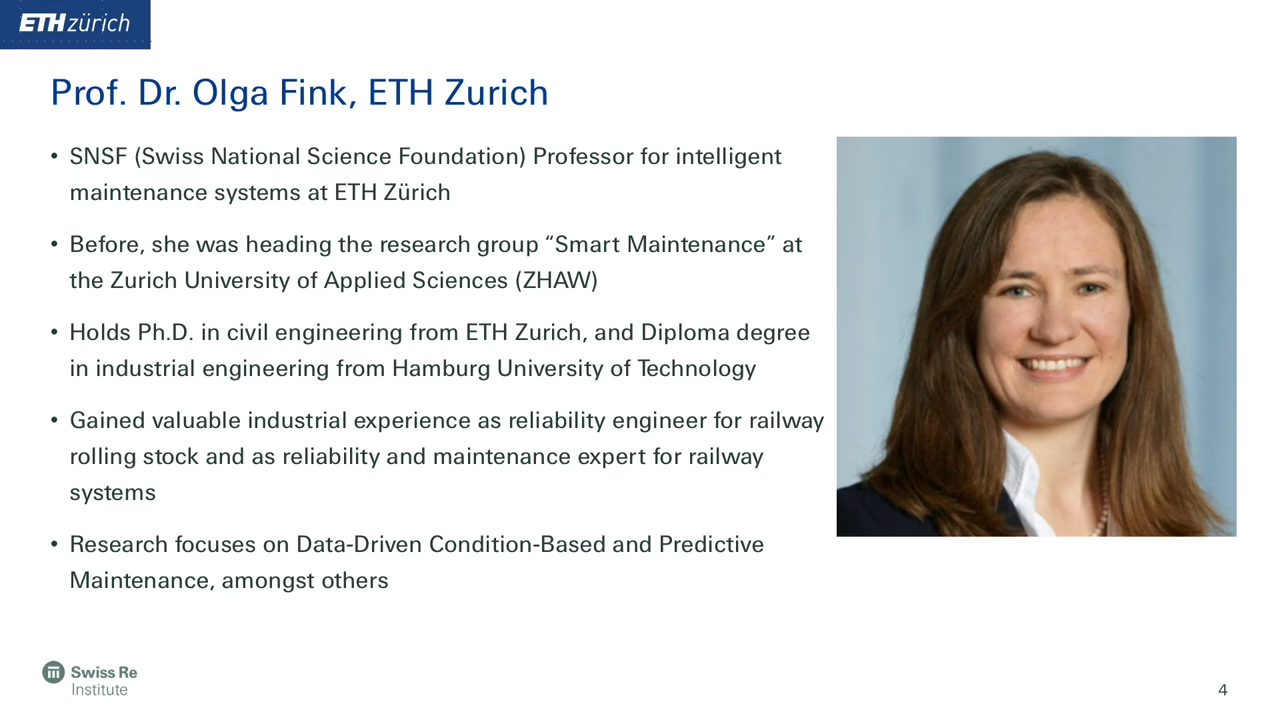 ETH zürich
Prof. Dr. Olga Fink, ETH Zurich
• SNSF (Swiss National Science Foundation) Professor for intelligent
maintenance systems at ETH Zürich
• Before, she was heading the research group “Smart Maintenance” at
the Zurich University of Applied Sciences (ZHAW)
• Holds Ph.D. in civil engineering from ETH Zurich, and Diploma degree
in industrial engineering from Hamburg University of Technology
• Gained valuable industrial experience as reliability engineer for railway
rolling stock and as reliability and maintenance expert for railway
systems
• Research focuses on Data-Driven Condition-Based and Predictive
Maintenance, amongst others
Swiss Re
Institute
4